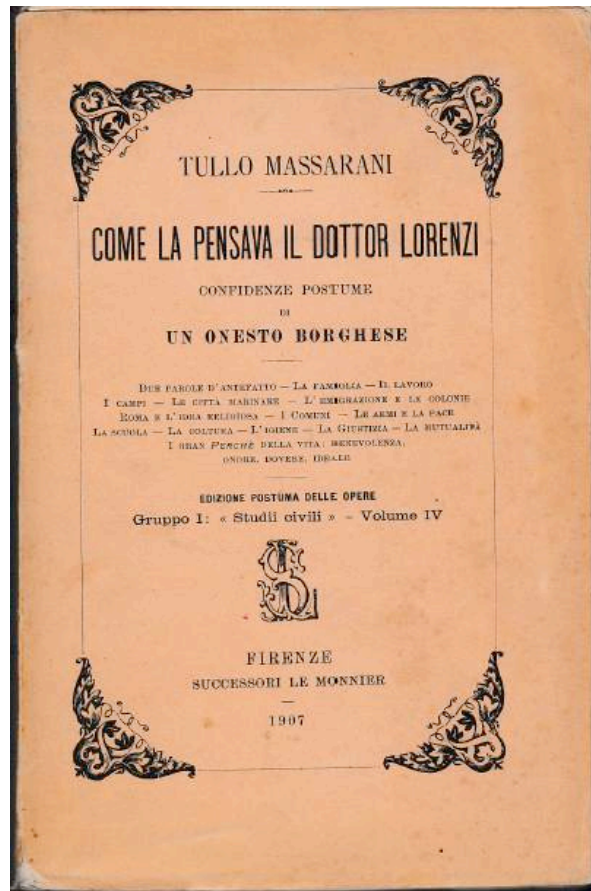 TULLO MASSARANI
COME LA PENSAVA IL DOTTOR LORENZI
CONFIDENZE POSTUME
DI
UN ONESTO BORGHESE
DUE PAROLE D'ANTEFATTO — LA FAMIGLIA — IL LAVORO
I CAMPI — LE CITTÀ MARINARE — L'EMIGRAZIONE E LE COLONIE
ROMA E L'IDEA RELIGIOSA — I COMUNI — LE ARMI E LA PACE
LA SCUOLA — LA COLTURA — L'IGIENE — LA GIUSTIZIA — LA MUTUALITÀ
I GRAN PERCHÈ DELLA VITA: BENEVOLENZA,
ONORE, DOVERE, IDEALE
EDIZIONE POSTUMA DELLE OPERE
Gruppo I: « Studii civili » - Volume IV
FIRENZE
SUCCESSORI LE MONNIER
1907